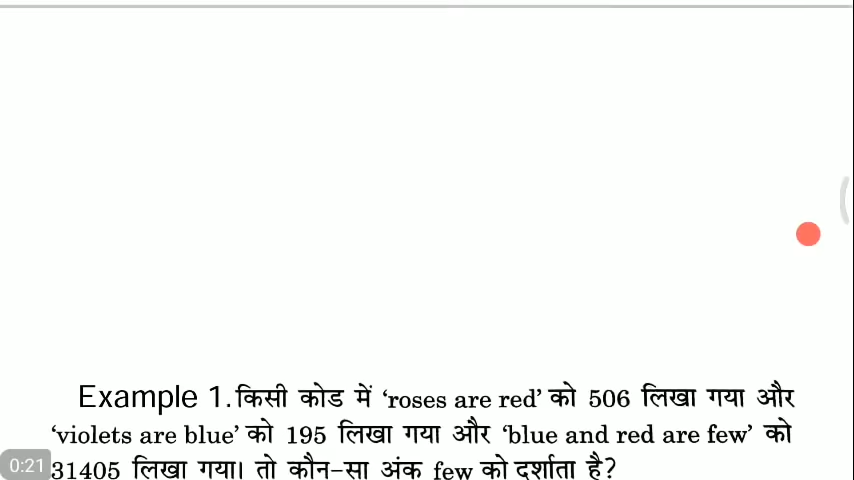 Example 1. किसी कोड में ‘roses are red’ को 506 लिखा गया और
‘violets are blue’ को 195 लिखा गया और ‘blue and red are few’ को
31405 लिखा गया। तो कौन-सा अंक few को दर्शाता है?
0:21